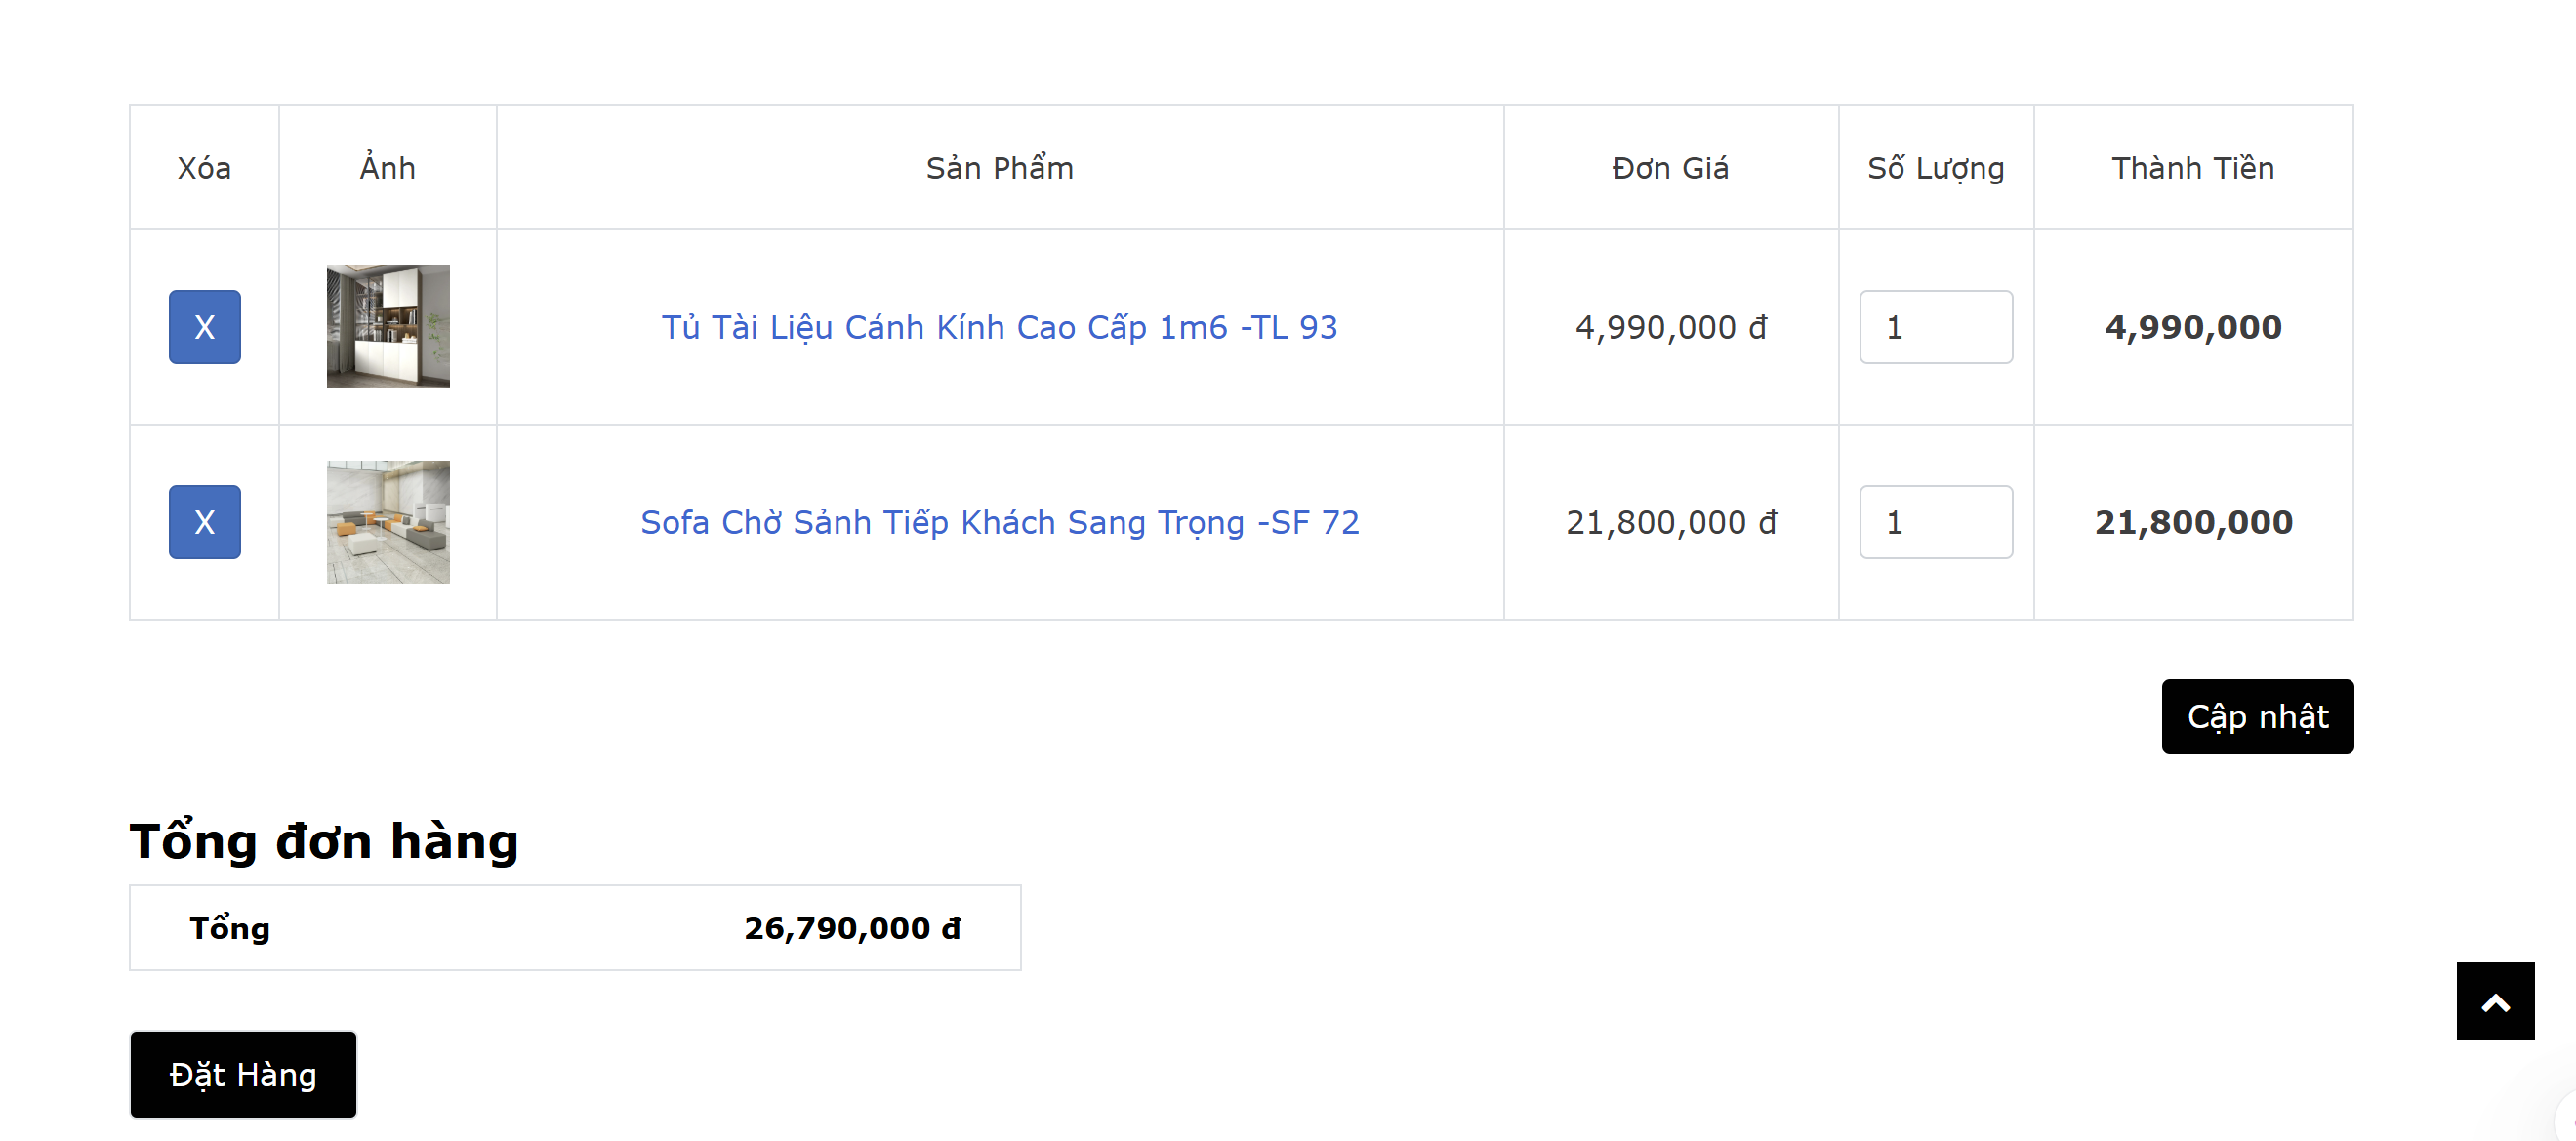 Xóa Ảnh Sản Phẩm Đơn Giá Số Lượng Thành Tiền
X Tủ Tài Liệu Cánh Kính Cao Cấp 1m6 -TL 93 4,990,000 đ 1 4,990,000
X Sofa Chờ Sảnh Tiếp Khách Sang Trọng -SF 72 21,800,000 đ 1 21,800,000
Cập nhật
Tổng đơn hàng
Tổng 26,790,000 đ
Đặt Hàng